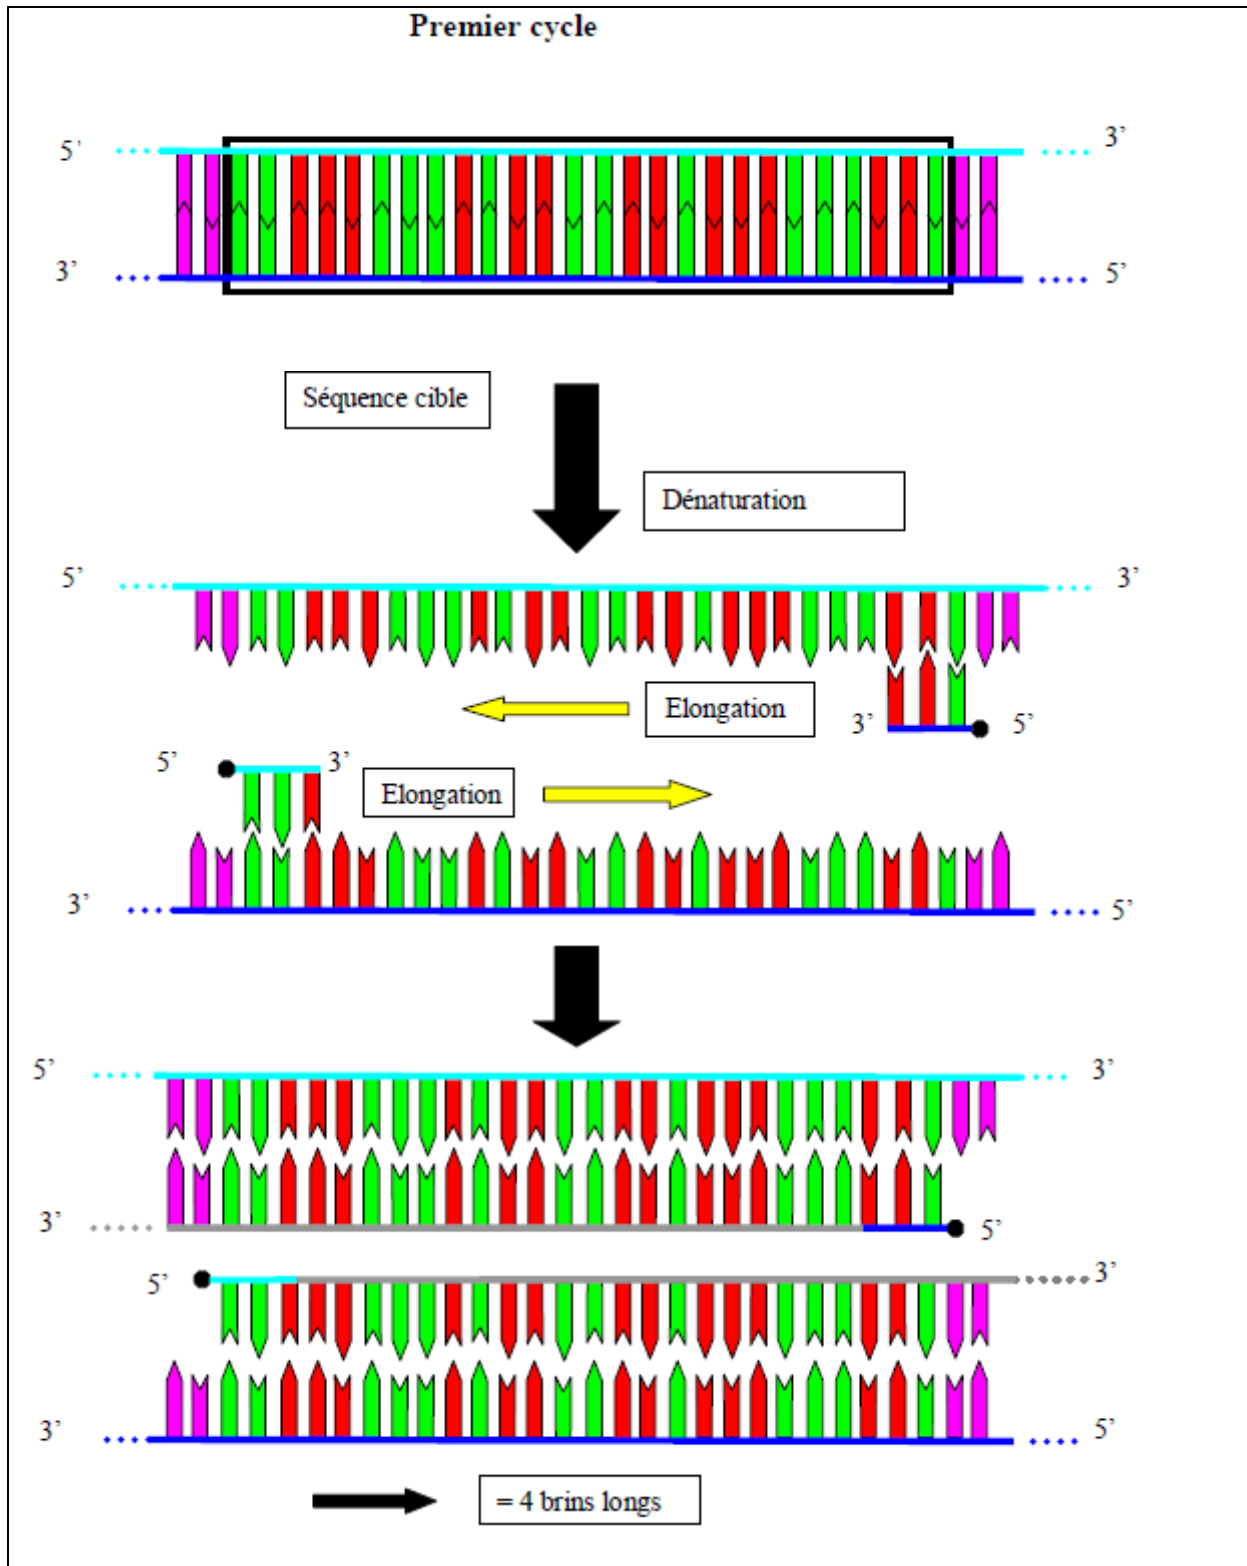 Premier cycle
5’ 3’
3’ 5’
Séquence cible
Dénaturation
5’ 3’
Elongation 3’ 5’
5’ 3’
Elongation
3’ 5’
5’ 3’
3’ 5’
5’ 3’
3’ 5’
= 4 brins longs